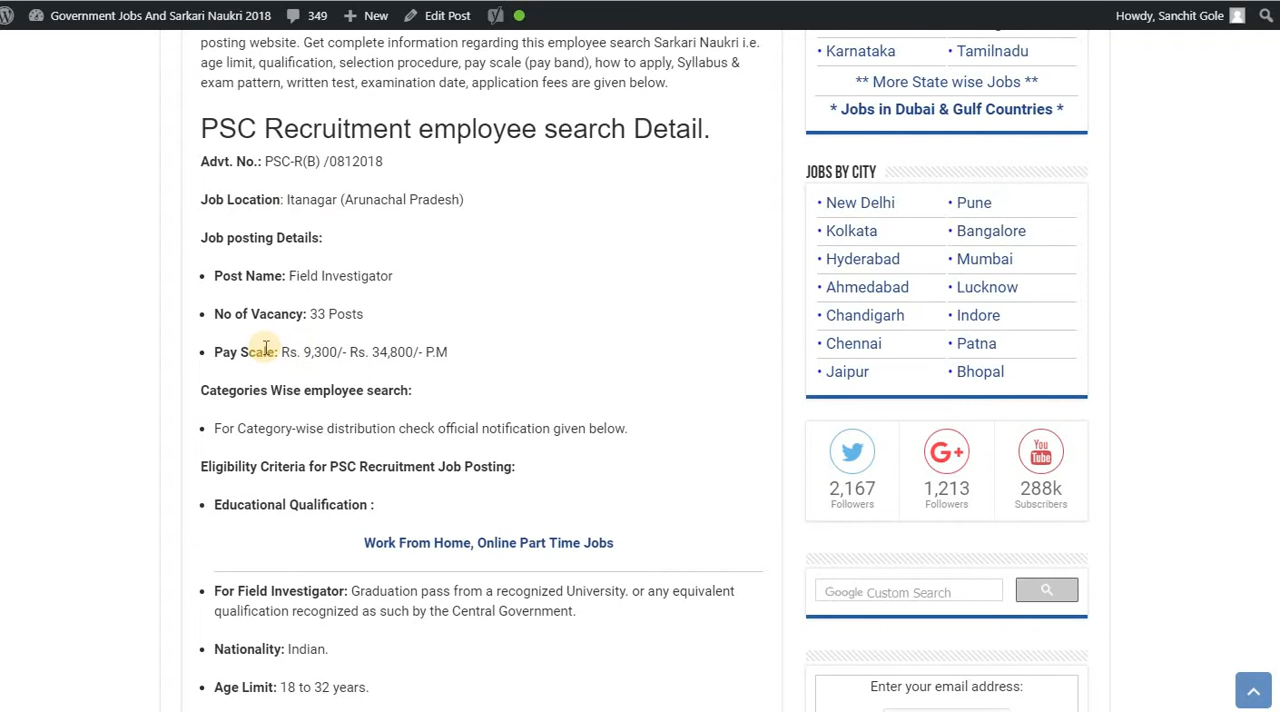 Government Jobs And Sarkari Naukri 2018
349
New
Edit Post
Howdy, Sanchit Gole
posting website. Get complete information regarding this employee search Sarkari Naukri i.e.
age limit, qualification, selection procedure, pay scale (pay band), how to apply, Syllabus &
exam pattern, written test, examination date, application fees are given below.
PSC Recruitment employee search Detail.
Advt. No.: PSC-R(B) /0812018
Job Location: Itanagar (Arunachal Pradesh)
Job posting Details:
• Post Name: Field Investigator
• No of Vacancy: 33 Posts
• Pay Scale: Rs. 9,300/- Rs. 34,800/- P.M
Categories Wise employee search:
• For Category-wise distribution check official notification given below.
Eligibility Criteria for PSC Recruitment Job Posting:
• Educational Qualification :
Work From Home, Online Part Time Jobs
• For Field Investigator: Graduation pass from a recognized University. or any equivalent
qualification recognized as such by the Central Government.
• Nationality: Indian.
• Age Limit: 18 to 32 years.
• Karnataka • Tamilnadu
** More State wise Jobs **
* Jobs in Dubai & Gulf Countries *
JOBS BY CITY
• New Delhi • Pune
• Kolkata • Bangalore
• Hyderabad • Mumbai
• Ahmedabad • Lucknow
• Chandigarh • Indore
• Chennai • Patna
• Jaipur • Bhopal
G+ You Tube
2,167 1,213 288k
Followers Followers Subscribers
Google Custom Search
Enter your email address: